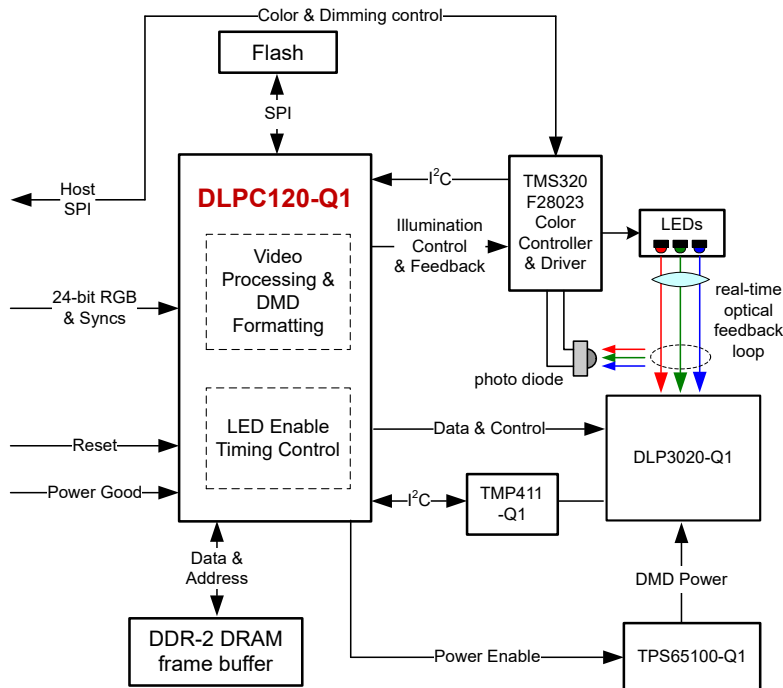 Color & Dimming control
Flash
SPI
Host
SPI
DLPC120-Q1
I²C
TMS320
F28023
Color
Controller
& Driver
LEDs
Illumination
Control
& Feedback
Video
Processing &
DMD
Formatting
24-bit RGB
& Syncs
real-time
optical
feedback
loop
photo diode
LED Enable
Timing Control
Reset
Data & Control
DLP3020-Q1
Power Good
I²C
TMP411
-Q1
Data &
Address
DMD Power
DDR-2 DRAM
frame buffer
Power Enable
TPS65100-Q1